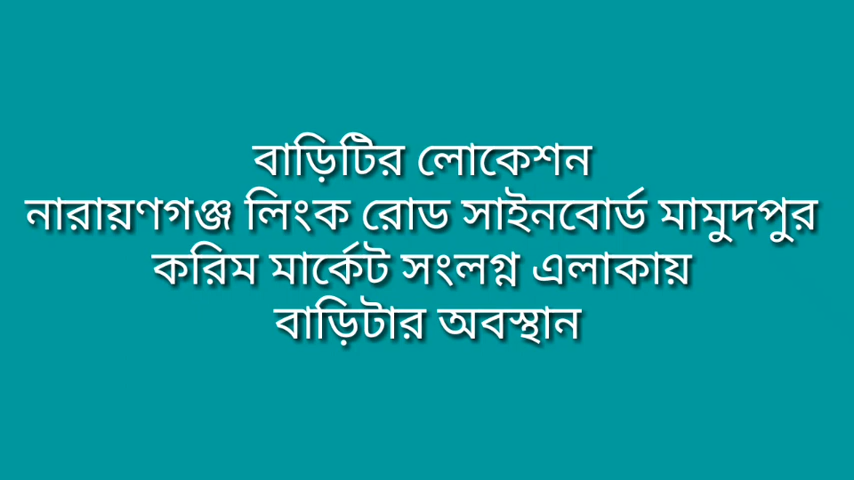 বাড়িটির লোকেশন
নারায়ণগঞ্জ লিংক রোড সাইনবোর্ড মামুদপুর
করিম মার্কেট সংলগ্ন এলাকায়
বাড়িটার অবস্থান